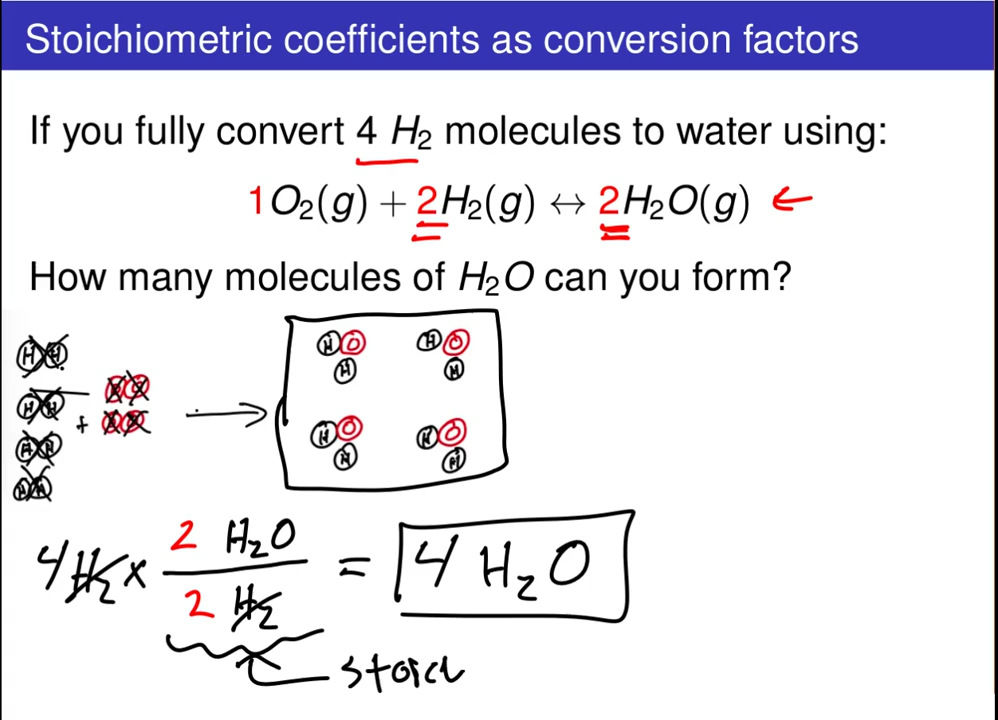 Stoichiometric coefficients as conversion factors
If you fully convert 4 H₂ molecules to water using:
1O₂(g) + 2H₂(g) ↔ 2H₂O(g) ←
How many molecules of H₂O can you form?
H H H O H O
H H O O H H
H H + O O → H O H O
H H H H
H H
4 H₂ × 2 H₂O / 2 H₂ = 4 H₂O
stoich